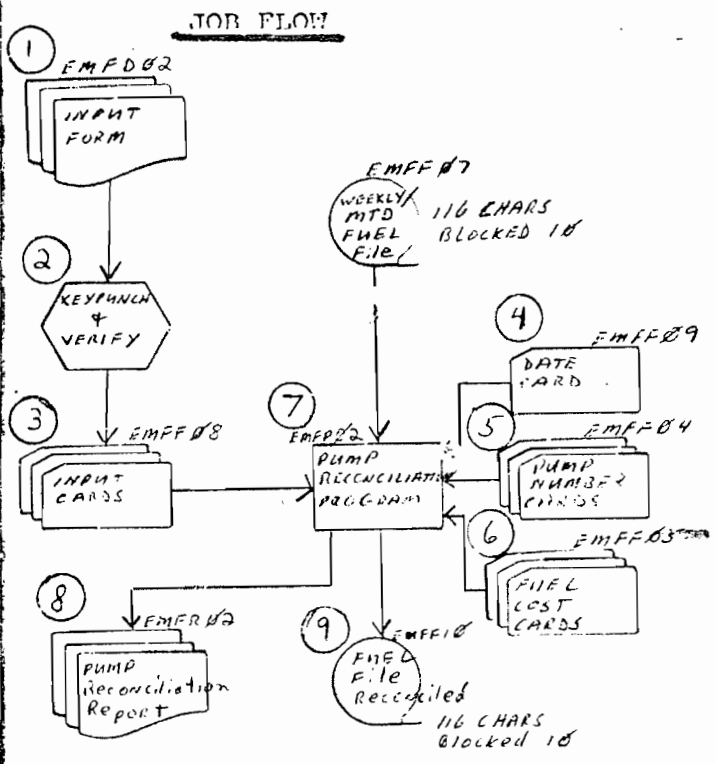 JOB FLOW
1
EMFDØ2
INPUT
FORM
EMFFØ7
WEEKLY/
MTD
FUEL
File
116 CHARS
BLOCKED 1Ø
2
KEYPUNCH
&
VERIFY
4
EMFFØ9
DATE
CARD
3
EMFFØ8
INPUT
CARDS
7
EMFPØ2
PUMP
RECONCILIATION
PROGRAM
5
EMFFØ4
PUMP
NUMBER
CARDS
6
EMFFØ3
FUEL
COST
CARDS
8
EMFRØ2
PUMP
Reconciliation
RePORT
9
EMFF1Ø
FUEL
File
Reconciled
116 CHARS
Blocked 1Ø